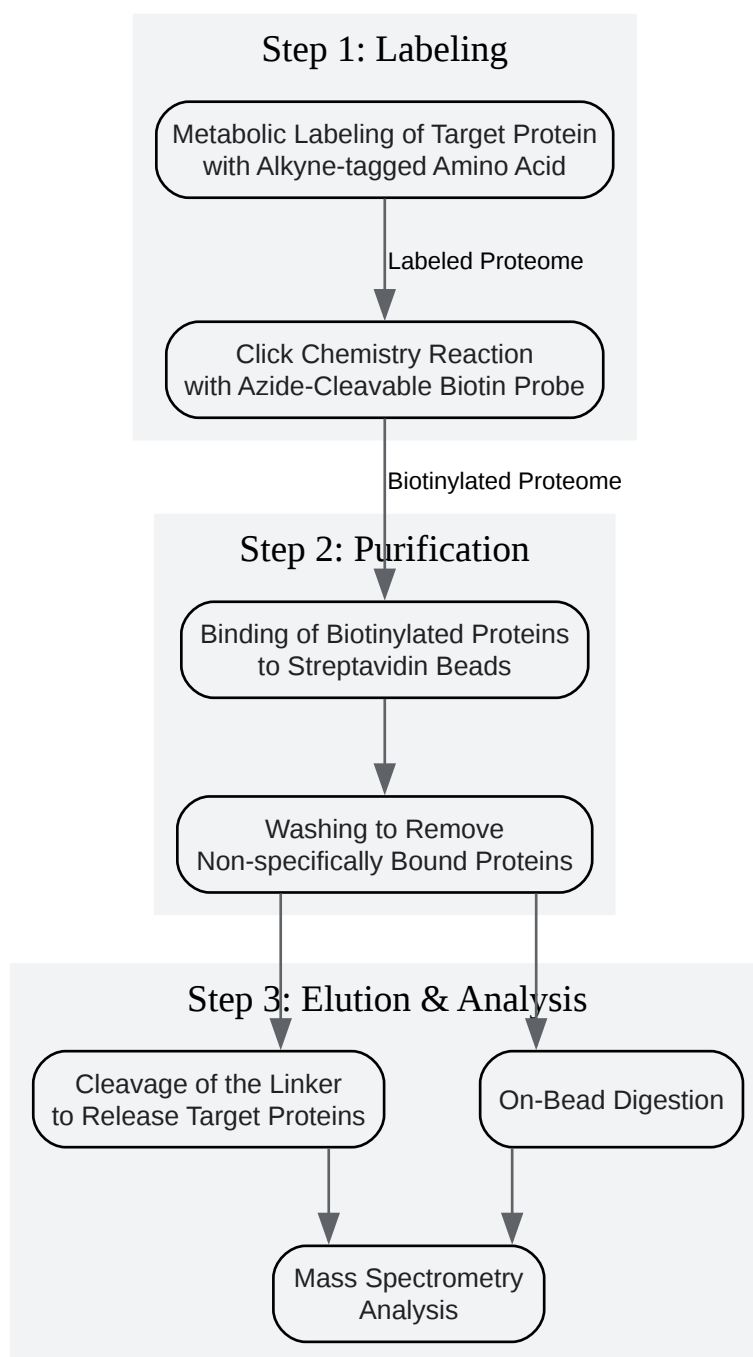 Step 1: Labeling
Metabolic Labeling of Target Protein
with Alkyne-tagged Amino Acid
Labeled Proteome
Click Chemistry Reaction
with Azide-Cleavable Biotin Probe
Biotinylated Proteome
Step 2: Purification
Binding of Biotinylated Proteins
to Streptavidin Beads
Washing to Remove
Non-specifically Bound Proteins
Step 3: Elution & Analysis
Cleavage of the Linker
to Release Target Proteins
On-Bead Digestion
Mass Spectrometry
Analysis